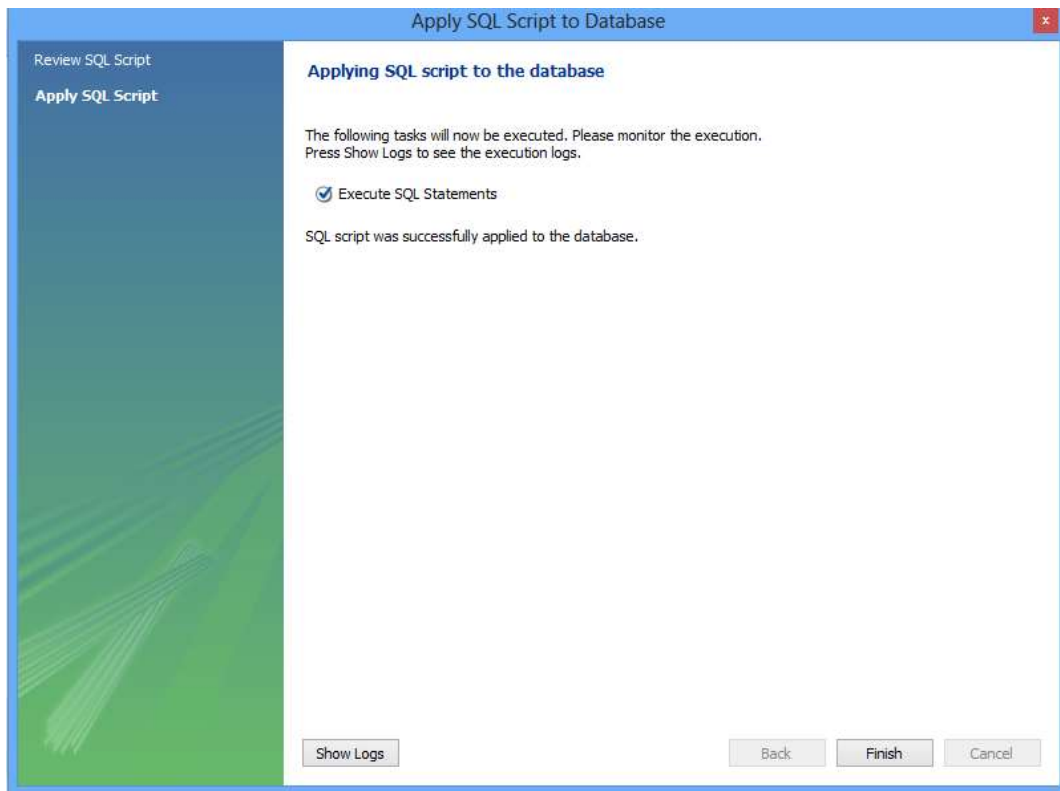 Apply SQL Script to Database
x
Review SQL Script
Apply SQL Script
Applying SQL script to the database
The following tasks will now be executed. Please monitor the execution.
Press Show Logs to see the execution logs.
Execute SQL Statements
SQL script was successfully applied to the database.
Show Logs
Back
Finish
Cancel